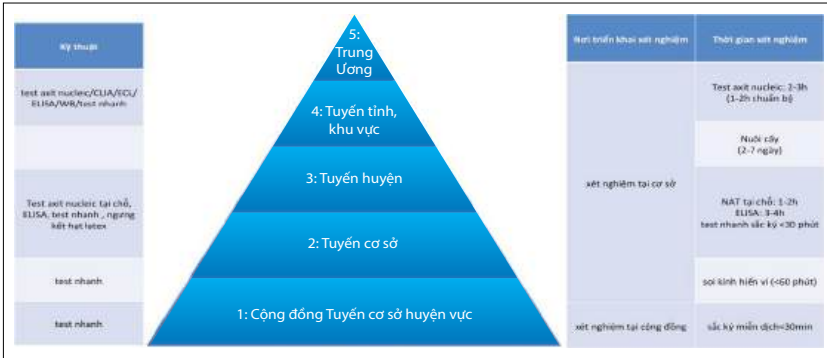 Kỹ thuật
test axit nucleic/CLIA/ECL/
ELISA/WB/test nhanh
Test axit nucleic tại chỗ,
ELISA, test nhanh , ngưng
kết hạt latex
test nhanh
test nhanh
5:
Trung
Ương
4: Tuyến tỉnh,
khu vực
3: Tuyến huyện
2: Tuyến cơ sở
1: Cộng đồng Tuyến cơ sở huyện vực
Nơi triển khai xét nghiệm
xét nghiệm tại cơ sở
xét nghiệm tại cộng đồng
Thời gian xét nghiệm
Test axit nucleic: 2-3h
(1-2h chuẩn bị)
Nuôi cấy
(2-7 ngày)
NAT tại chỗ: 1-2h
ELISA: 3-4h
test nhanh sắc ký <30 phút
soi kính hiển vi (<60 phút)
sắc ký miễn dịch<30min